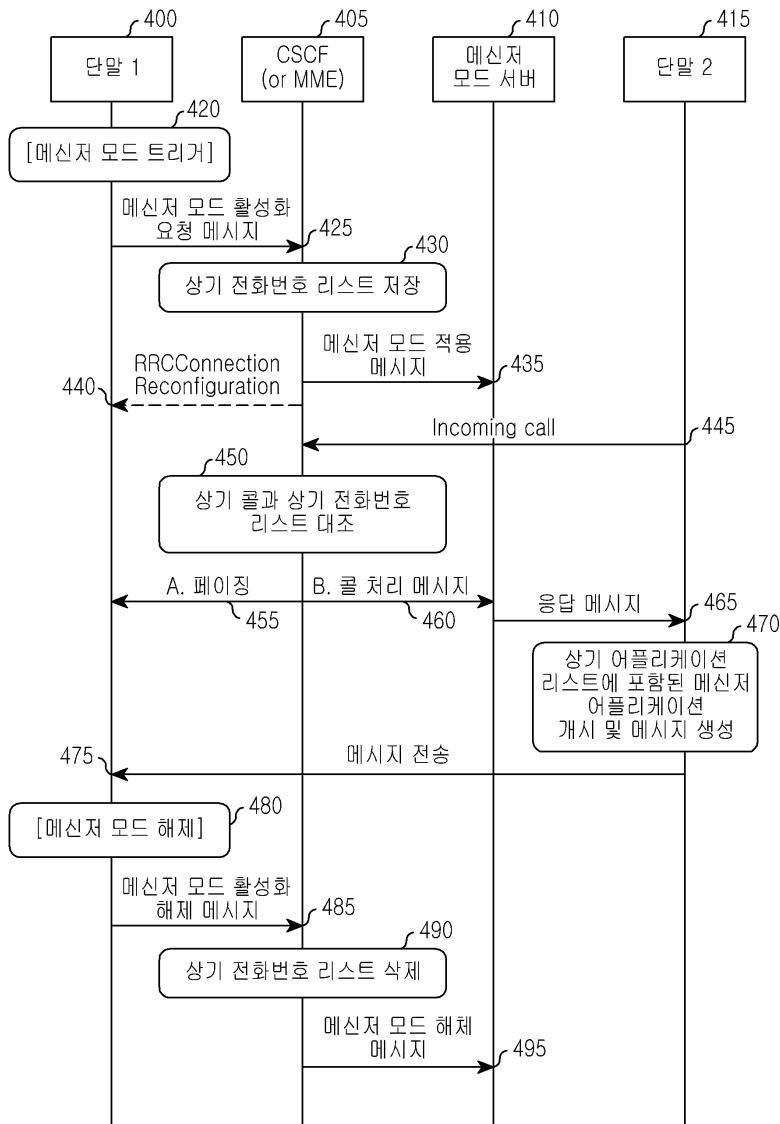 400
405
410
415
단말 1
CSCF
(or MME)
메신저
모드 서버
단말 2
420
[메신저 모드 트리거]
메신저 모드 활성화
요청 메시지
425
430
상기 전화번호 리스트 저장
메신저 모드 적용
메시지
435
RRCConnection
Reconfiguration
440
Incoming call
445
450
상기 콜과 상기 전화번호
리스트 대조
A. 페이징
B. 콜 처리 메시지
455
460
응답 메시지
465
470
상기 어플리케이션
리스트에 포함된 메신저
어플리케이션
개시 및 메시지 생성
475
메시지 전송
480
[메신저 모드 해제]
메신저 모드 활성화
해제 메시지
485
490
상기 전화번호 리스트 삭제
메신저 모드 해체
메시지
495